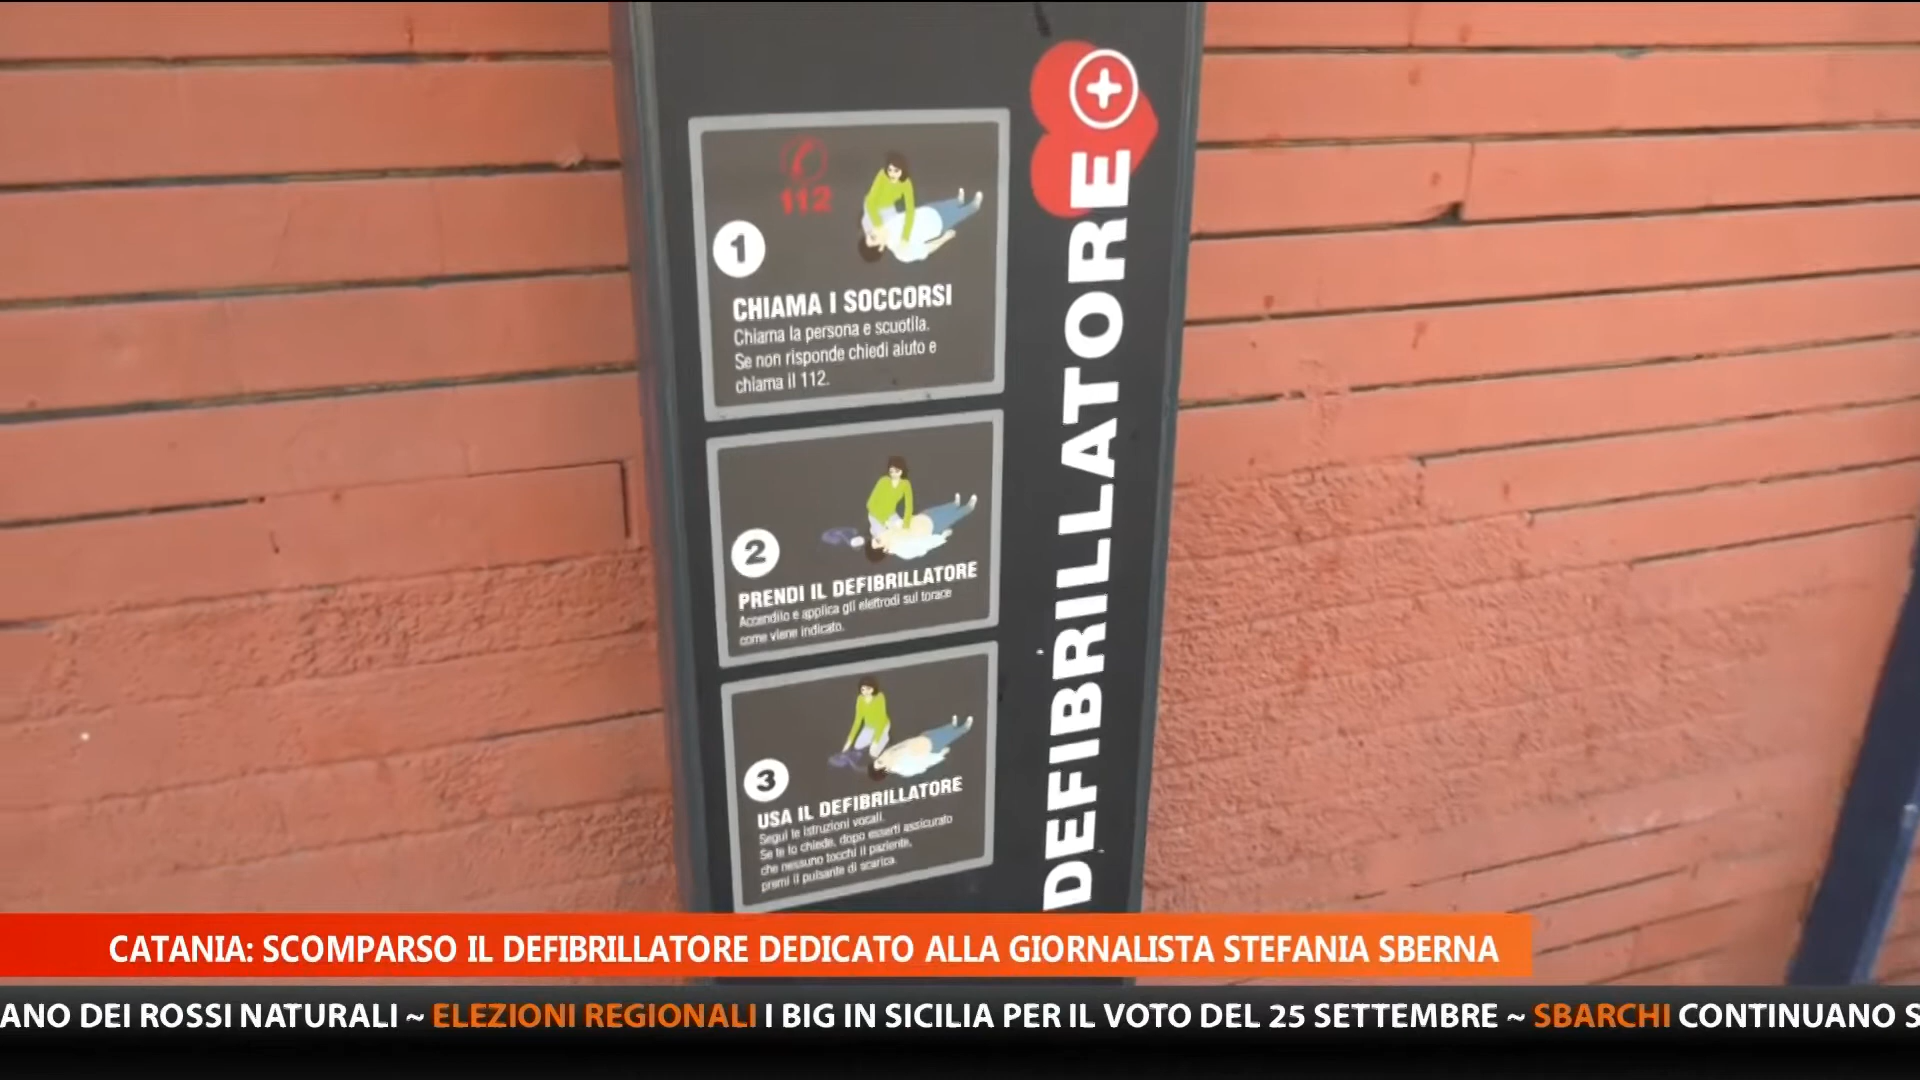 112
1
CHIAMA I SOCCORSI
Chiama la persona e scuotila.
Se non risponde chiedi aiuto e
chiama il 112.
2
PRENDI IL DEFIBRILLATORE
Accendilo e applica gli elettrodi sul torace
come viene indicato.
3
USA IL DEFIBRILLATORE
Segui le istruzioni vocali.
Se te lo chiede, dopo esserti assicurato
che nessuno tocchi il paziente,
premi il pulsante di scarica.
DEFIBRILLATORE
CATANIA: SCOMPARSO IL DEFIBRILLATORE DEDICATO ALLA GIORNALISTA STEFANIA SBERNA
ANO DEI ROSSI NATURALI ~ ELEZIONI REGIONALI I BIG IN SICILIA PER IL VOTO DEL 25 SETTEMBRE ~ SBARCHI CONTINUANO S